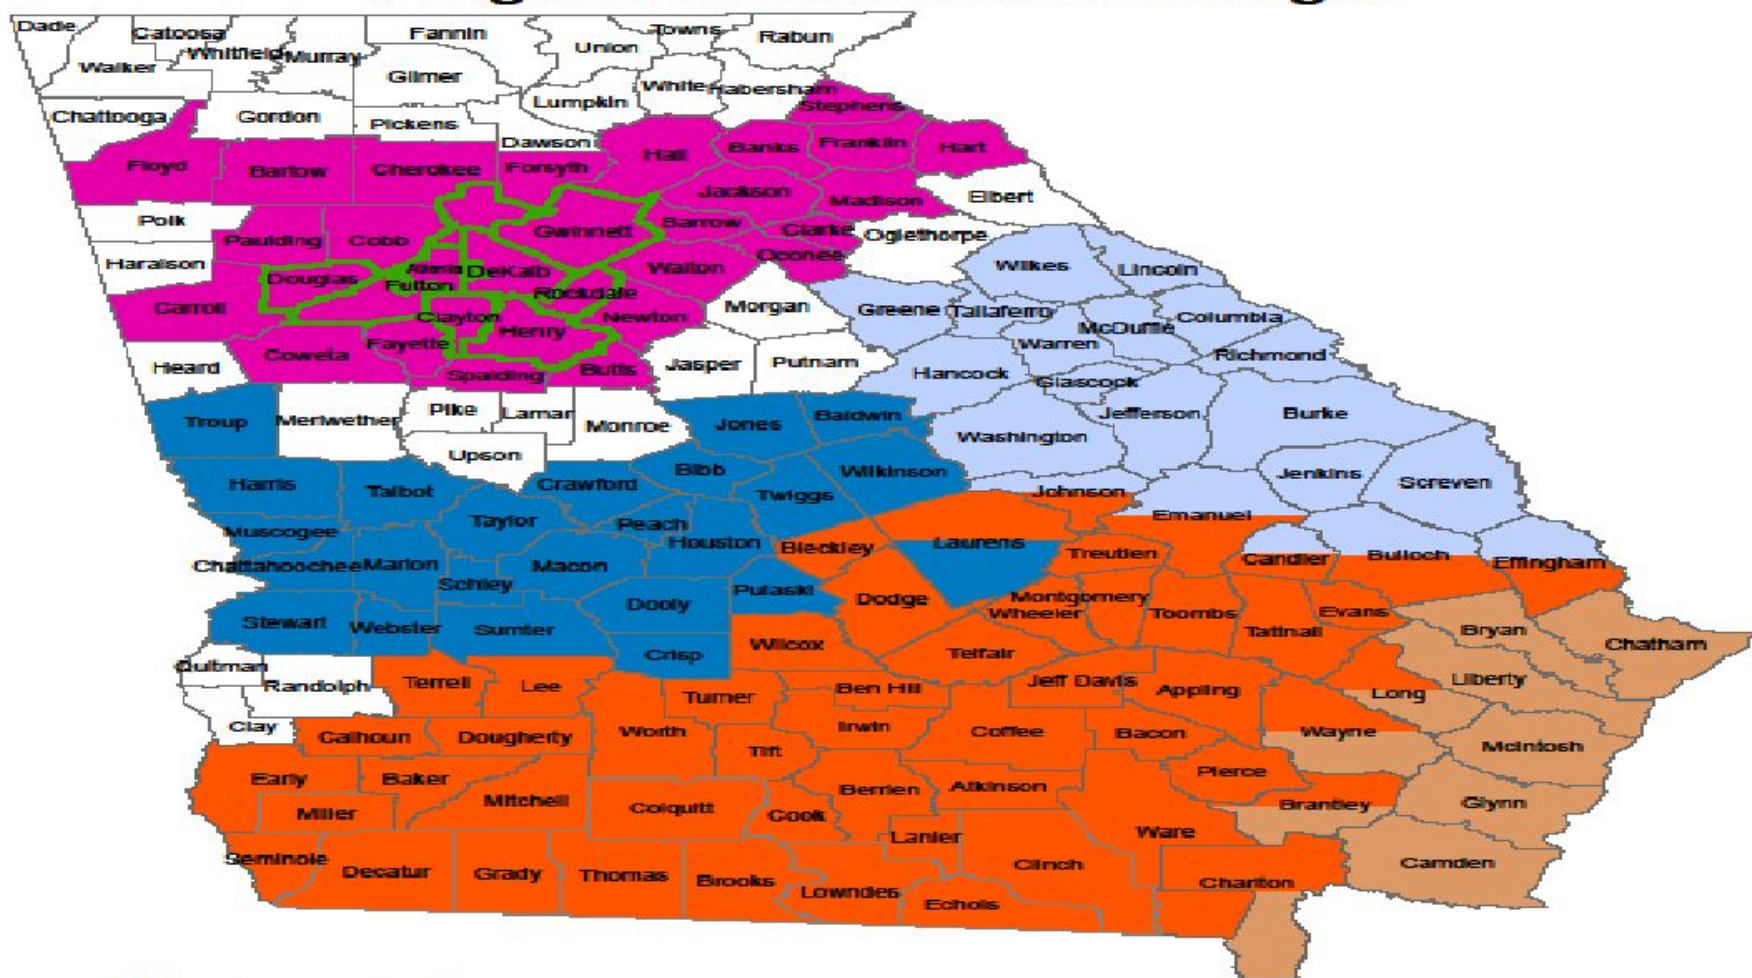 Dade
Catoosa
Fannin
Towns
Rabun
Union
Whitfield
Murray
Walker
Gilmer
White
Habersham
Lumpkin
Stephens
Chattooga
Gordon
Pickens
Dawson
Hall
Banks
Franklin
Hart
Floyd
Bartow
Cherokee
Forsyth
Jackson
Madison
Elbert
Polk
Paulding
Cobb
Gwinnett
Barrow
Clarke
Oglethorpe
Oconee
Haralson
Douglas
Atlanta
DeKalb
Walton
Wilkes
Lincoln
Fulton
Rockdale
Carroll
Morgan
Greene
Taliaferro
Columbia
Clayton
Newton
Henry
McDuffie
Warren
Fayette
Coweta
Richmond
Heard
Spalding
Butts
Jasper
Putnam
Hancock
Glascock
Troup
Meriwether
Pike
Lamar
Monroe
Jones
Baldwin
Jefferson
Burke
Washington
Upson
Bibb
Wilkinson
Harris
Talbot
Crawford
Twiggs
Johnson
Jenkins
Screven
Taylor
Peach
Muscogee
Houston
Bleckley
Laurens
Emanuel
Treutlen
Candler
Bulloch
Effingham
Chattahoochee
Marion
Macon
Schley
Pulaski
Dodge
Montgomery
Wheeler
Toombs
Evans
Dooly
Stewart
Webster
Sumter
Tattnall
Bryan
Chatham
Wilcox
Telfair
Crisp
Quitman
Randolph
Terrell
Lee
Turner
Ben Hill
Jeff Davis
Appling
Long
Liberty
Clay
Calhoun
Dougherty
Worth
Irwin
Coffee
Bacon
Wayne
McIntosh
Tift
Early
Baker
Pierce
Berrien
Atkinson
Mitchell
Colquitt
Cook
Brantley
Glynn
Miller
Lanier
Ware
Seminole
Decatur
Grady
Thomas
Brooks
Lowndes
Clinch
Camden
Charlton
Echols